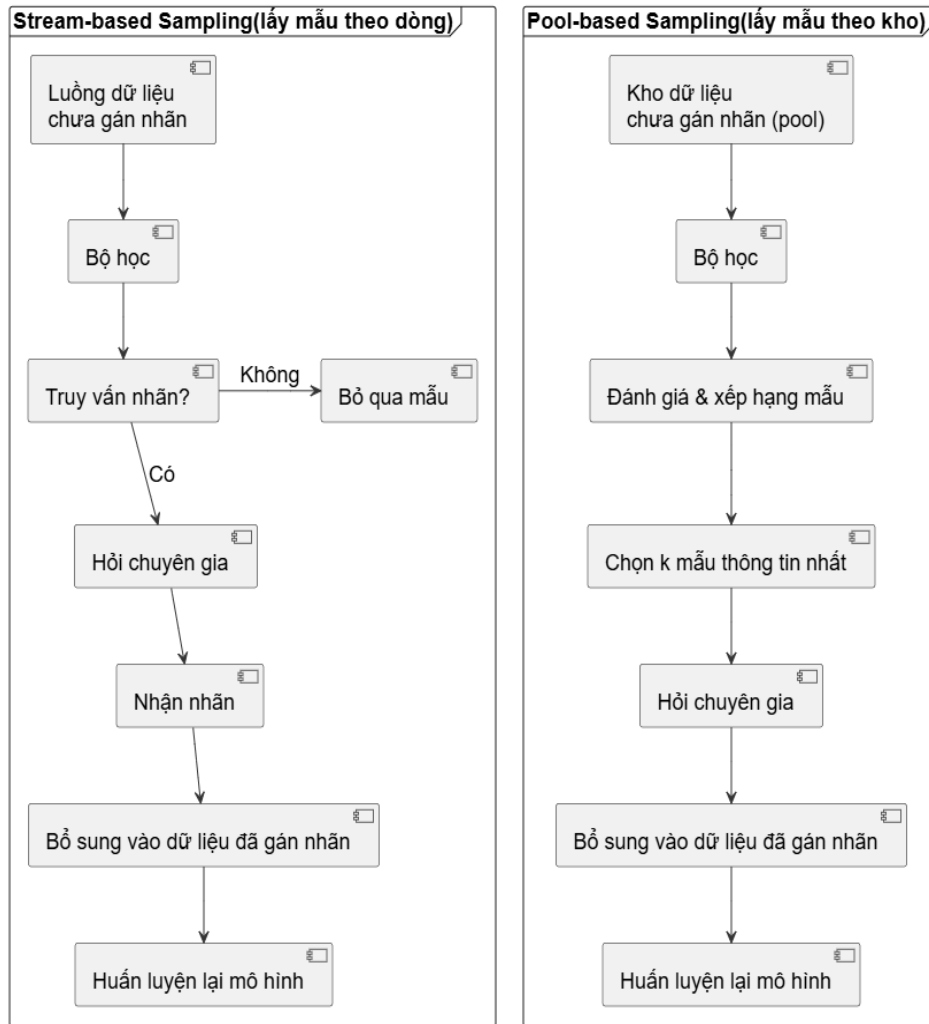 Stream-based Sampling(lấy mẫu theo dòng)
Luồng dữ liệu
chưa gán nhãn
Bộ học
Truy vấn nhãn?
Không
Bỏ qua mẫu
Có
Hỏi chuyên gia
Nhận nhãn
Bổ sung vào dữ liệu đã gán nhãn
Huấn luyện lại mô hình
Pool-based Sampling(lấy mẫu theo kho)
Kho dữ liệu
chưa gán nhãn (pool)
Bộ học
Đánh giá & xếp hạng mẫu
Chọn k mẫu thông tin nhất
Hỏi chuyên gia
Bổ sung vào dữ liệu đã gán nhãn
Huấn luyện lại mô hình